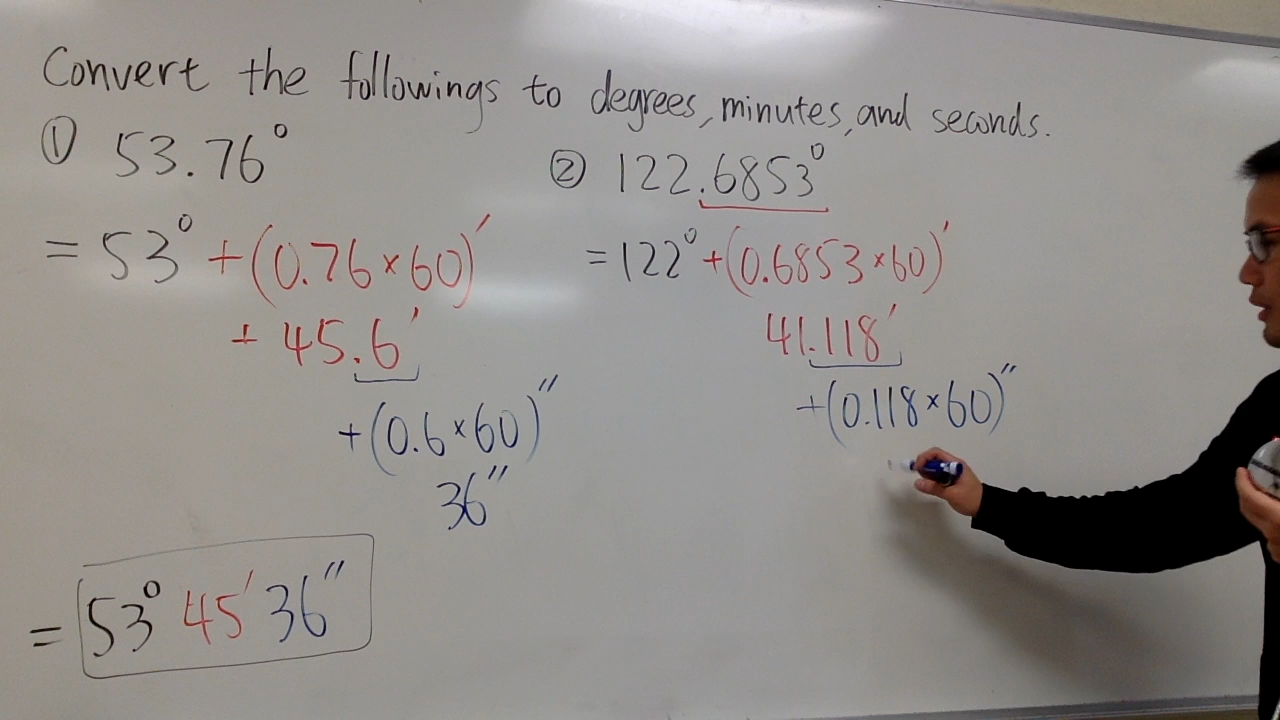 Convert the followings to degrees, minutes, and seconds.
① 53.76°
= 53° + (0.76 × 60)′
+ 45.6′
+ (0.6 × 60)″
36″
= 53° 45′ 36″
② 122.6853°
= 122° + (0.6853 × 60)′
41.118′
+ (0.118 × 60)″